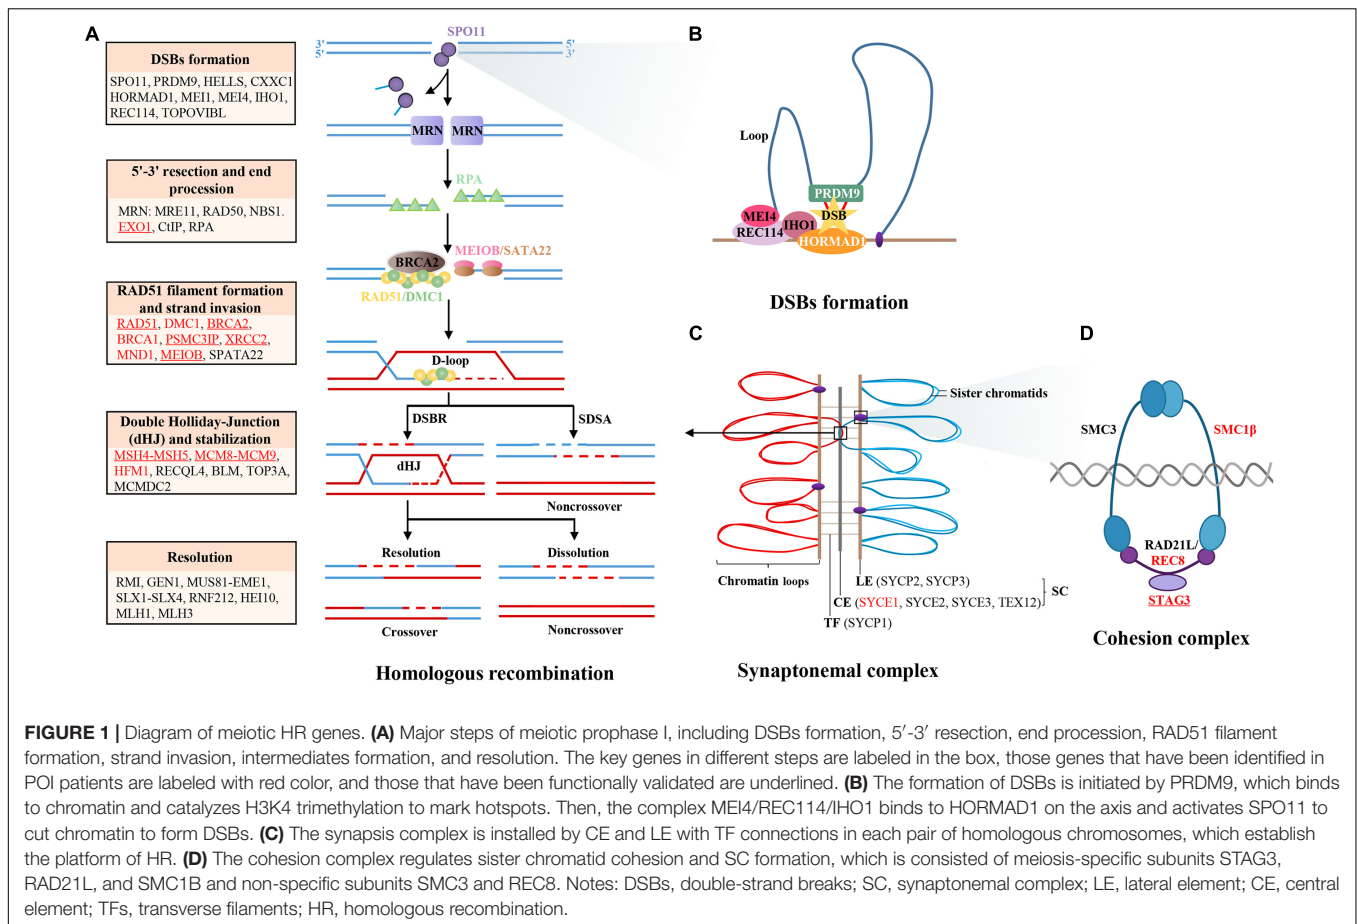 A
DSBs formation
SPO11, PRDM9, HELLS, CXXC1
HORMAD1, MEI1, MEI4, IHO1,
REC114, TOPOVIBL
5'-3' resection and end
procession
MRN: MRE11, RAD50, NBS1.
EXO1, CtIP, RPA
RAD51 filament formation
and strand invasion
RAD51, DMC1, BRCA2,
BRCA1, PSMC3IP, XRCC2,
MND1, MEIOB, SPATA22
Double Holliday-Junction
(dHJ) and stabilization
MSH4-MSH5, MCM8-MCM9,
HFM1, RECQL4, BLM, TOP3A,
MCMDC2
Resolution
RMI, GEN1, MUS81-EME1,
SLX1-SLX4, RNF212, HEI10,
MLH1, MLH3
SPO11
3' 5'
5' 3'
MRN MRN
RPA
BRCA2
MEIOB/SATA22
RAD51/DMC1
D-loop
DSBR
SDSA
dHJ
Noncrossover
Resolution
Dissolution
Crossover
Noncrossover
Homologous recombination
B
Loop
PRDM9
MEI4
DSB
IHO1
REC114
HORMAD1
DSBs formation
C
Sister chromatids
Chromatin loops
LE (SYCP2, SYCP3)
CE (SYCE1, SYCE2, SYCE3, TEX12)
SC
TF (SYCP1)
Synaptonemal complex
D
SMC3
SMC1β
RAD21L/
REC8
STAG3
Cohesion complex
FIGURE 1 | Diagram of meiotic HR genes. (A) Major steps of meiotic prophase I, including DSBs formation, 5′-3′ resection, end procession, RAD51 filament
formation, strand invasion, intermediates formation, and resolution. The key genes in different steps are labeled in the box, those genes that have been identified in
POI patients are labeled with red color, and those that have been functionally validated are underlined. (B) The formation of DSBs is initiated by PRDM9, which binds
to chromatin and catalyzes H3K4 trimethylation to mark hotspots. Then, the complex MEI4/REC114/IHO1 binds to HORMAD1 on the axis and activates SPO11 to
cut chromatin to form DSBs. (C) The synapsis complex is installed by CE and LE with TF connections in each pair of homologous chromosomes, which establish
the platform of HR. (D) The cohesion complex regulates sister chromatid cohesion and SC formation, which is consisted of meiosis-specific subunits STAG3,
RAD21L, and SMC1B and non-specific subunits SMC3 and REC8. Notes: DSBs, double-strand breaks; SC, synaptonemal complex; LE, lateral element; CE, central
element; TFs, transverse filaments; HR, homologous recombination.